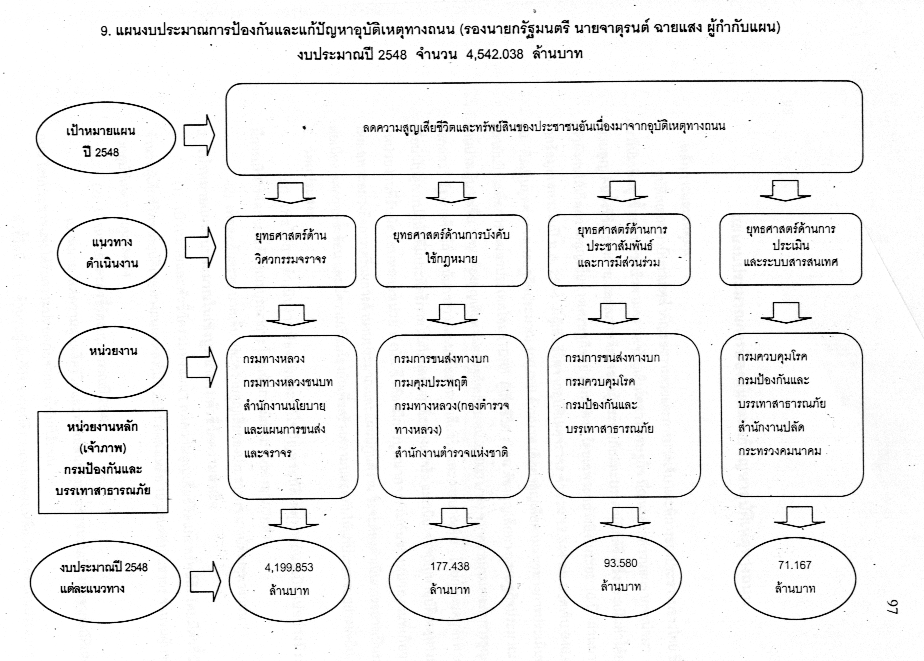 9. แผนงบประมาณการป้องกันและแก้ปัญหาอุบัติเหตุทางถนน (รองนายกรัฐมนตรี นายจาตุรนต์ ฉายแสง ผู้กำกับแผน)
งบประมาณปี 2548 จำนวน 4,542.038 ล้านบาท
เป้าหมายแผน
ปี 2548
ลดความสูญเสียชีวิตและทรัพย์สินของประชาชนอันเนื่องมาจากอุบัติเหตุทางถนน
แนวทาง
ดำเนินงาน
ยุทธศาสตร์ด้าน
วิศวกรรมจราจร
ยุทธศาสตร์ด้านการบังคับ
ใช้กฎหมาย
ยุทธศาสตร์ด้านการ
ประชาสัมพันธ์
และการมีส่วนร่วม
ยุทธศาสตร์ด้านการ
ประเมิน
และระบบสารสนเทศ
หน่วยงาน
กรมทางหลวง
กรมทางหลวงชนบท
สำนักงานนโยบาย
และแผนการขนส่ง
และจราจร
กรมการขนส่งทางบก
กรมคุมประพฤติ
กรมทางหลวง(กองตำรวจ
ทางหลวง)
สำนักงานตำรวจแห่งชาติ
กรมการขนส่งทางบก
กรมควบคุมโรค
กรมป้องกันและ
บรรเทาสาธารณภัย
กรมควบคุมโรค
กรมป้องกันและ
บรรเทาสาธารณภัย
สำนักงานปลัด
กระทรวงคมนาคม
หน่วยงานหลัก
(เจ้าภาพ)
กรมป้องกันและ
บรรเทาสาธารณภัย
งบประมาณปี 2548
แต่ละแนวทาง
4,199.853
ล้านบาท
177.438
ล้านบาท
93.580
ล้านบาท
71.167
ล้านบาท
97